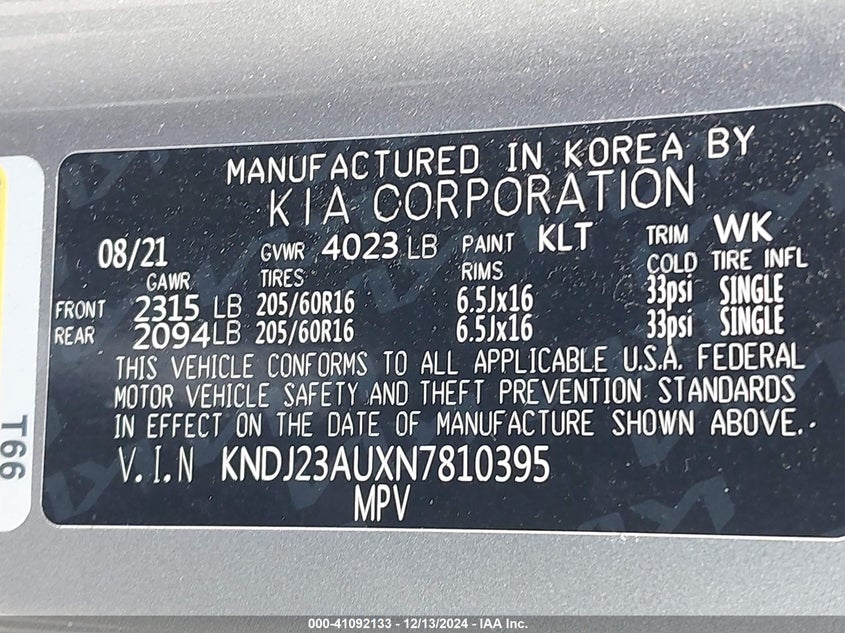 MANUFACTURED IN KOREA BY
KIA CORPORATION
08/21 GVWR 4023 LB PAINT KLT TRIM WK
GAWR TIRES RIMS COLD TIRE INFL
FRONT 2315 LB 205/60R16 6.5Jx16 33psi SINGLE
REAR 2094LB 205/60R16 6.5Jx16 33psi SINGLE
THIS VEHICLE CONFORMS TO ALL APPLICABLE U.S.A. FEDERAL
MOTOR VEHICLE SAFETY AND THEFT PREVENTION STANDARDS
IN EFFECT ON THE DATE OF MANUFACTURE SHOWN ABOVE.
V.I.N KNDJ23AUXN7810395
MPV
T66
000-41092133 - 12/13/2024 - IAA Inc.